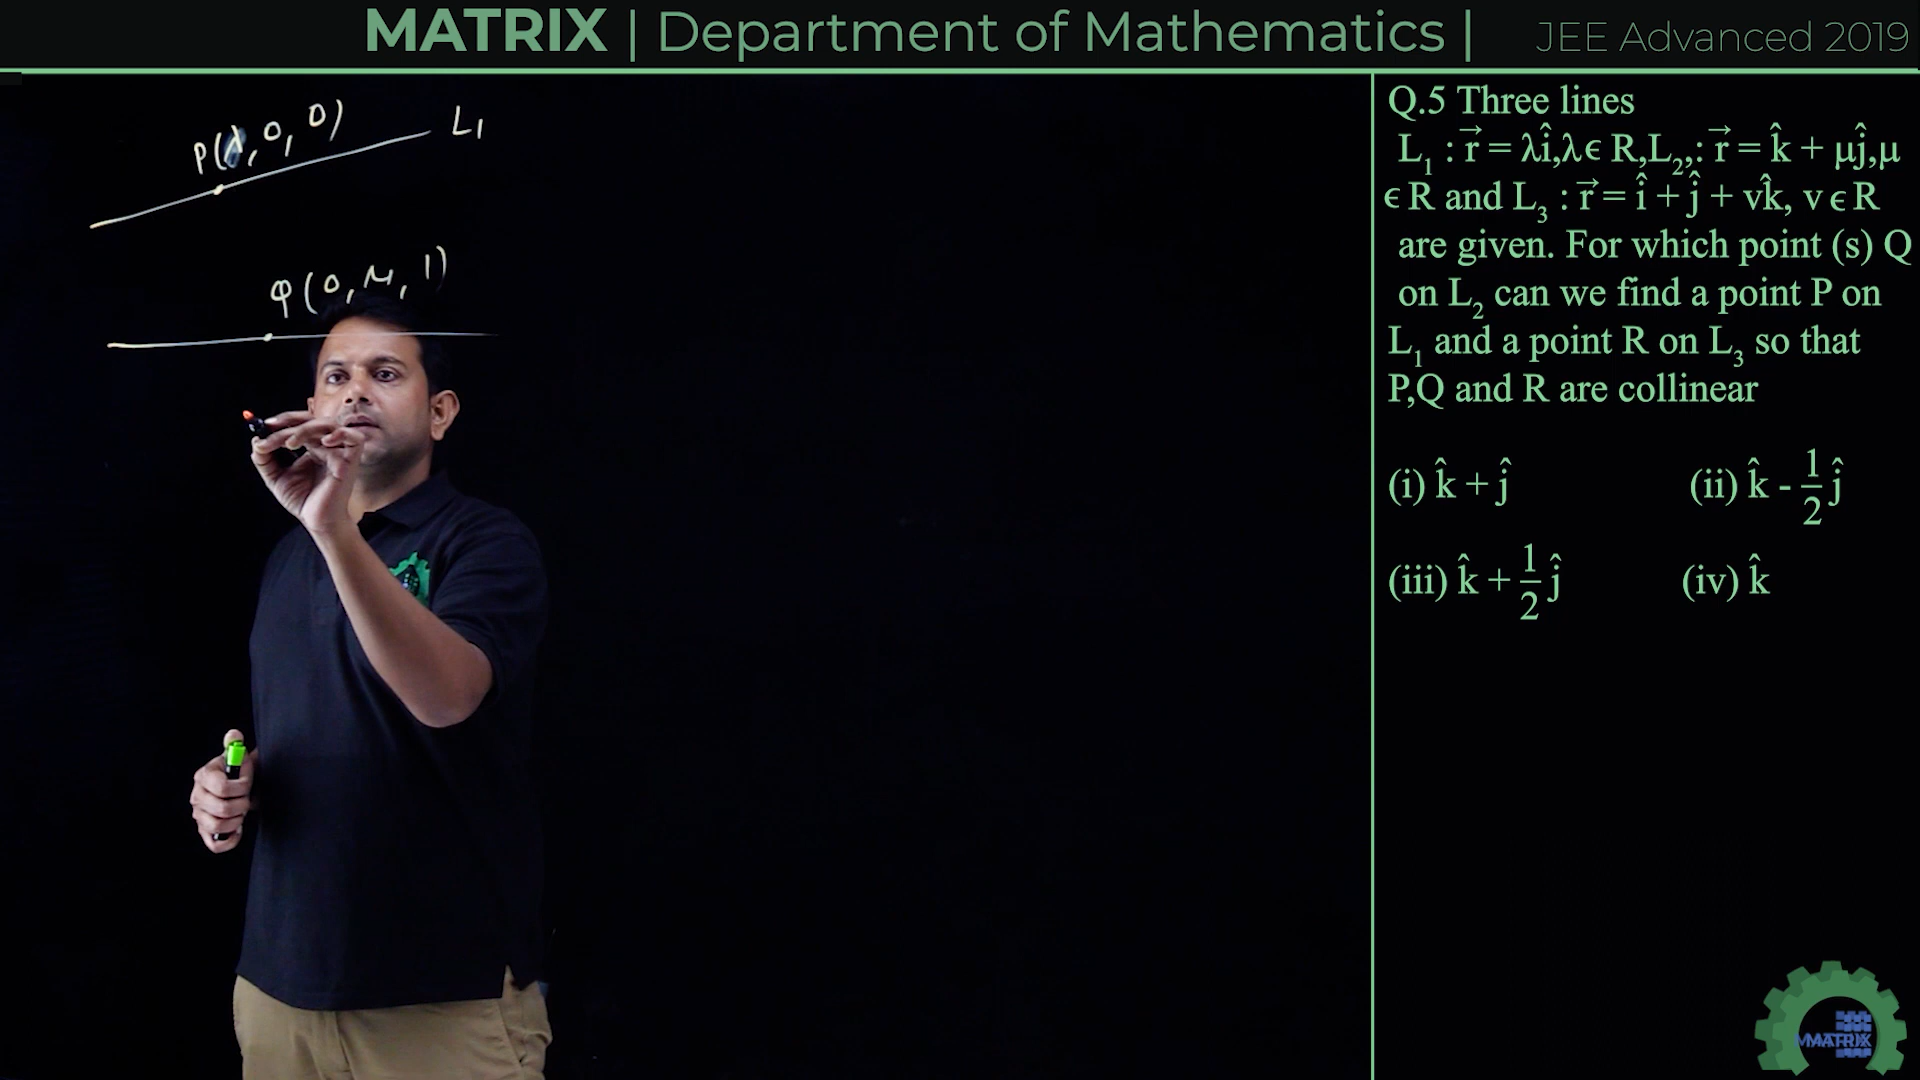 MATRIX | Department of Mathematics | JEE Advanced 2019
P(λ, 0, 0)
L₁
Q(0, μ, 1)
Q.5 Three lines
L₁ : r⃗ = λî,λ∈ R,L₂,: r⃗ = k̂ + μĵ,μ
∈ R and L₃ : r⃗ = î + ĵ + vk̂, v ∈ R
are given. For which point (s) Q
on L₂ can we find a point P on
L₁ and a point R on L₃ so that
P,Q and R are collinear
(i) k̂ + ĵ (ii) k̂ - 1/2 ĵ
(iii) k̂ + 1/2 ĵ (iv) k̂
MATRIX